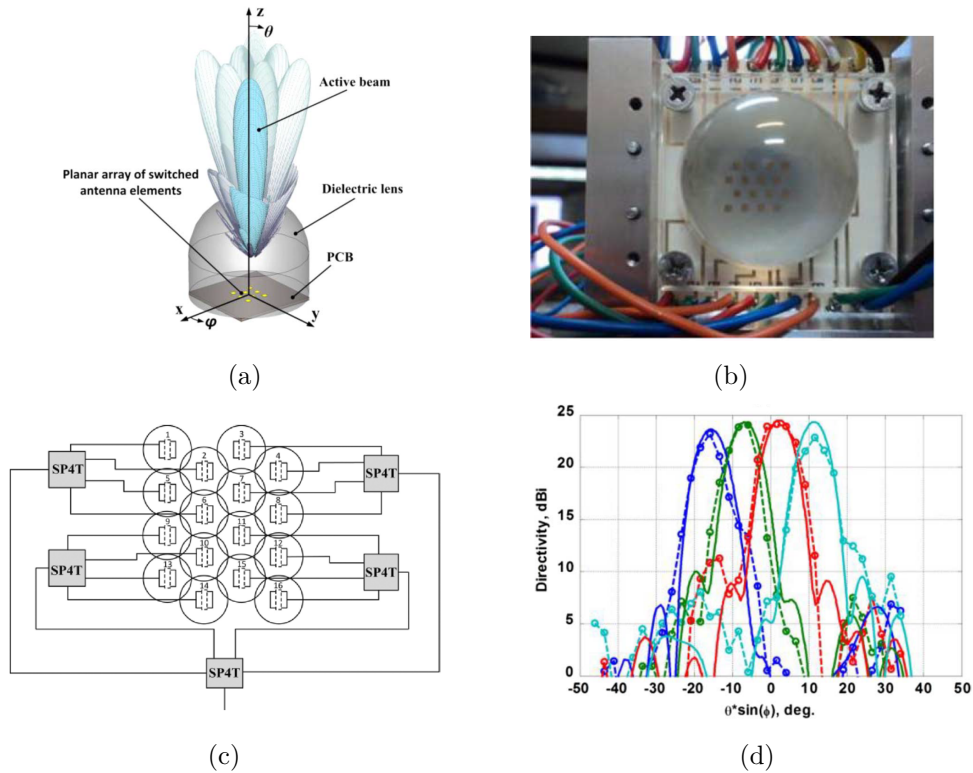 z
θ
Active beam
Planar array of switched
antenna elements
Dielectric lens
PCB
x
φ
y
(a)
(b)
1
3
SP4T
2
4
SP4T
5
7
6
8
9
11
SP4T
10
12
SP4T
13
15
14
16
SP4T
(c)
25
20
15
10
5
0
Directivity, dBi
-50 -40 -30 -20 -10 0 10 20 30 40 50
θ*sin(ϕ), deg.
(d)